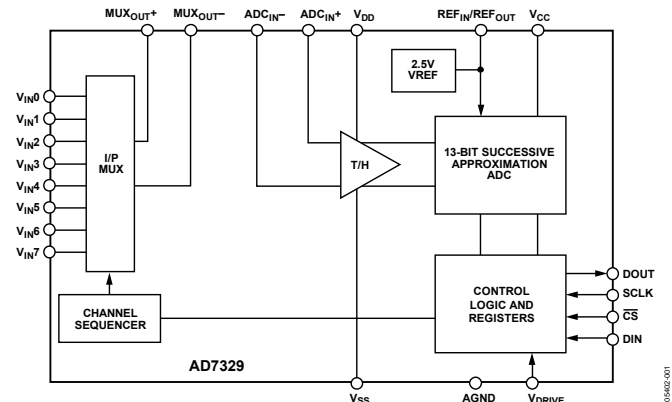 MUXOUT+ MUXOUT– ADCIN– ADCIN+ VDD REFIN/REFOUT VCC
2.5V
VREF
VIN0
VIN1
VIN2
VIN3
VIN4
VIN5
VIN6
VIN7
I/P
MUX
T/H
13-BIT SUCCESSIVE
APPROXIMATION
ADC
CHANNEL
SEQUENCER
CONTROL
LOGIC AND
REGISTERS
DOUT
SCLK
CS
DIN
AD7329
VSS AGND VDRIVE
05402-001